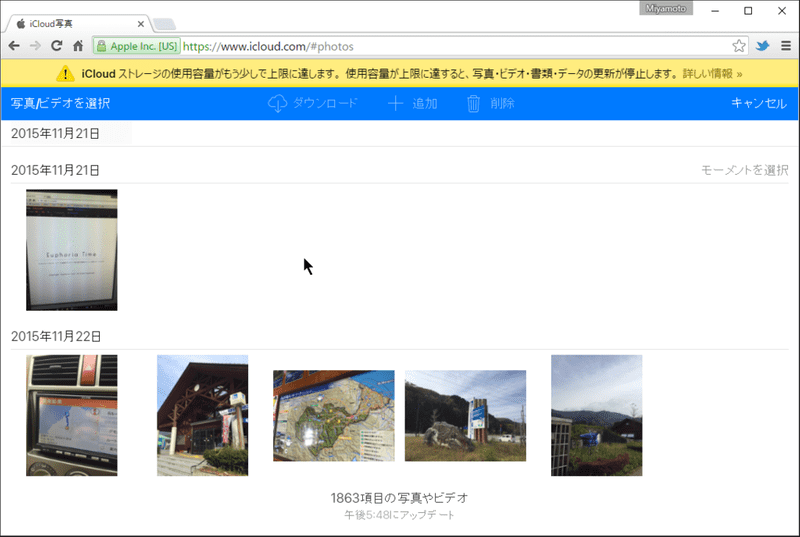 Miyamoto
iCloud写真
Apple Inc. [US] https://www.icloud.com/#photos
iCloud ストレージの使用容量がもう少しで上限に達します。 使用容量が上限に達すると、写真・ビデオ・書類・データの更新が停止します。 詳しい情報 »
写真/ビデオを選択 ダウンロード 追加 削除 キャンセル
2015年11月21日
2015年11月21日 モーメントを選択
Euphoria Time
2015年11月22日
1863項目の写真やビデオ
午後5:48にアップデート